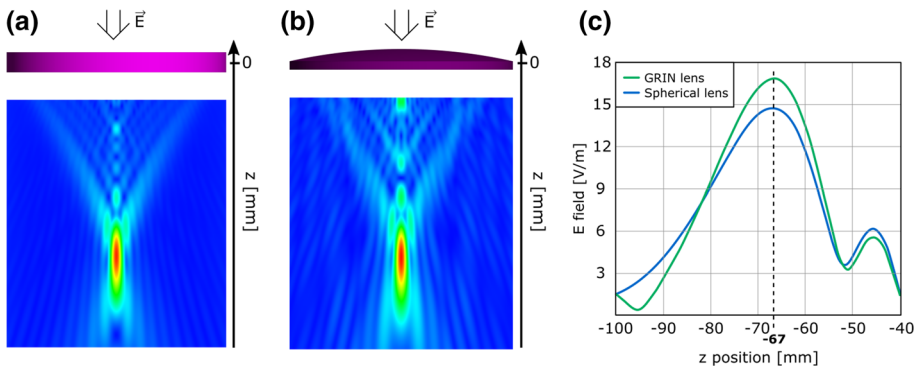 (a)
E
0
z [mm]
(b)
E
0
z [mm]
(c)
18
15
12
9
6
3
E field [V/m]
GRIN lens
Spherical lens
-100 -90 -80 -70 -60 -50 -40
-67
z position [mm]